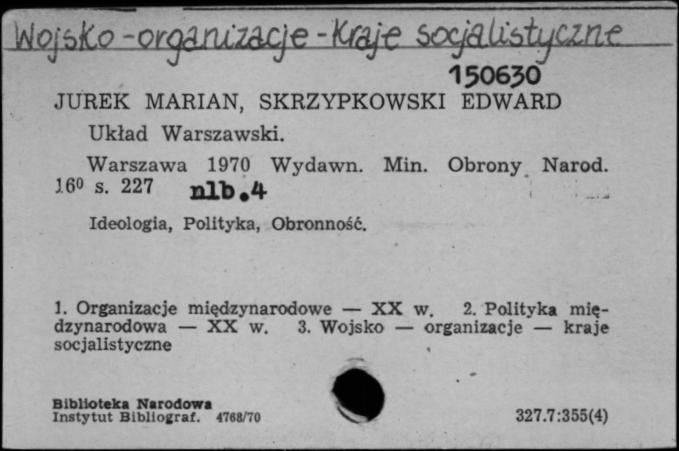 Wojsko-organizacje-Kraje socjalistyczne
150630
JUREK MARIAN, SKRZYPKOWSKI EDWARD
Układ Warszawski.
Warszawa 1970 Wydawn. Min. Obrony Narod.
16⁰ s. 227 nlb.4
Ideologia, Polityka, Obronność.
1. Organizacje międzynarodowe — XX w. 2. Polityka mię-
dzynarodowa — XX w. 3. Wojsko — organizacje — kraje
socjalistyczne
Biblioteka Narodowa
Instytut Bibliograf. 4768/70 327.7:355(4)